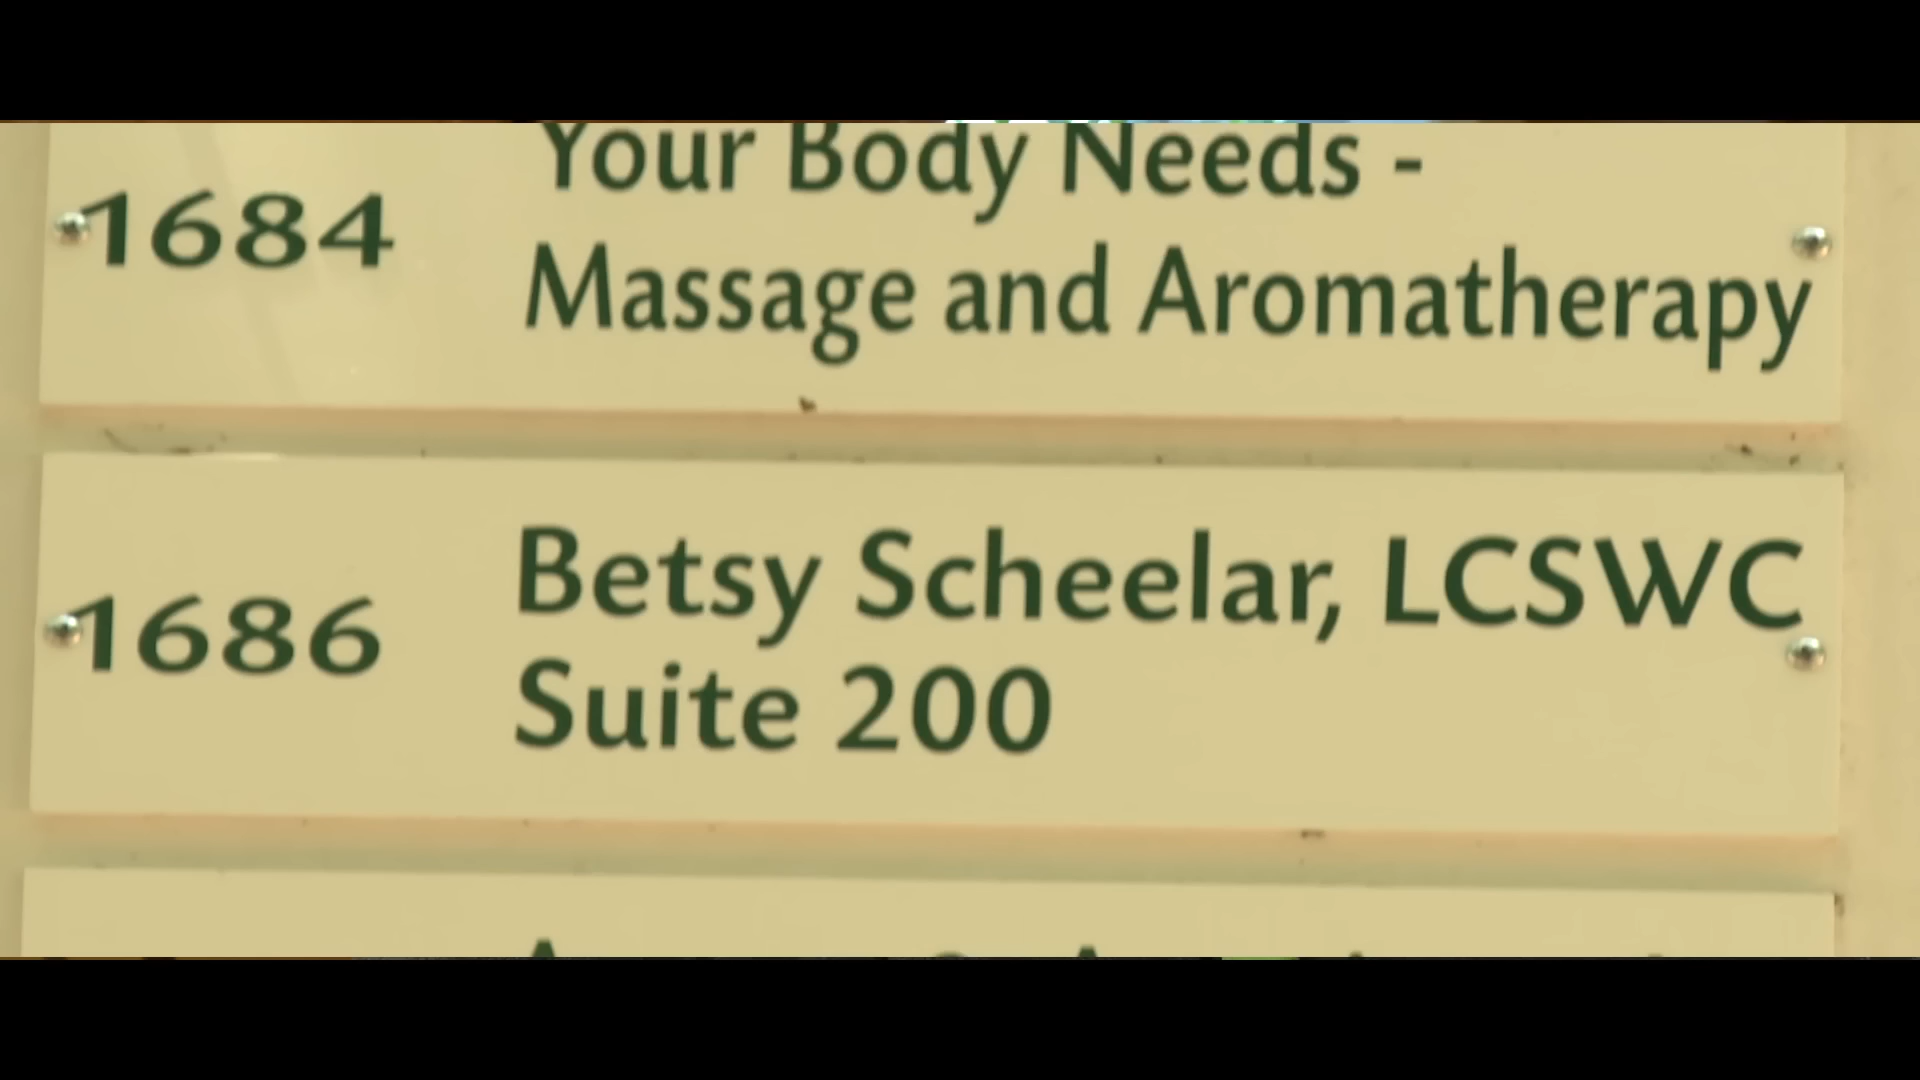 1684 Your Body Needs -
Massage and Aromatherapy
1686 Betsy Scheelar, LCSWC
Suite 200